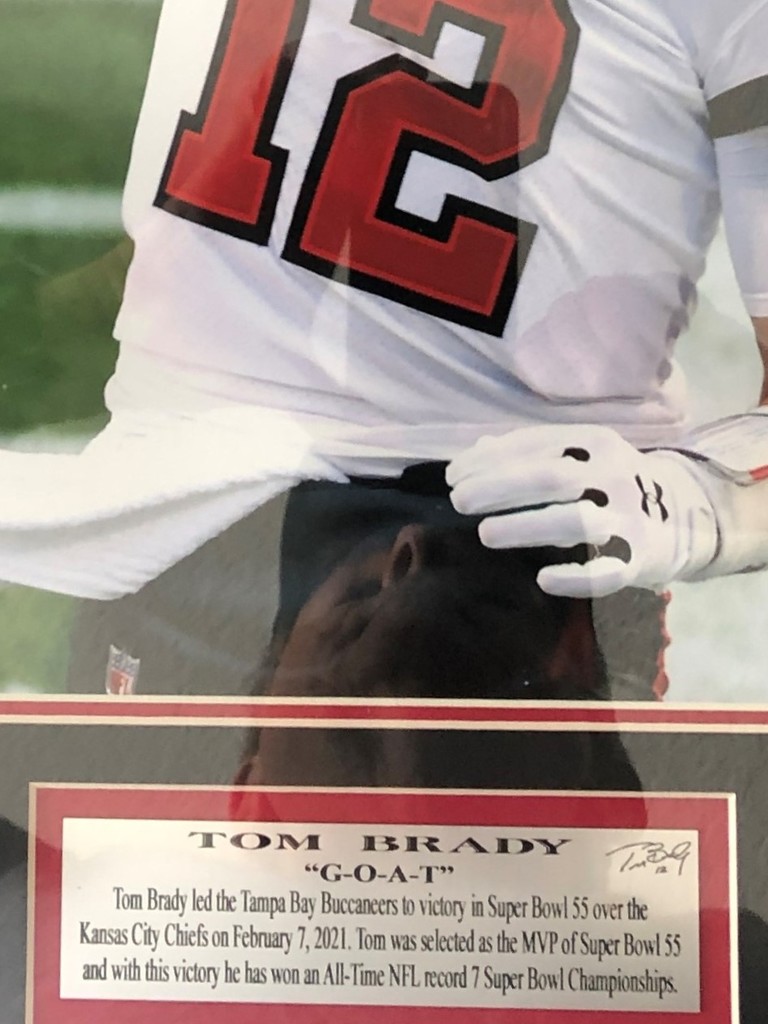 12
TOM BRADY
“G-O-A-T”
Tom Brady led the Tampa Bay Buccaneers to victory in Super Bowl 55 over the
Kansas City Chiefs on February 7, 2021. Tom was selected as the MVP of Super Bowl 55
and with this victory he has won an All-Time NFL record 7 Super Bowl Championships.